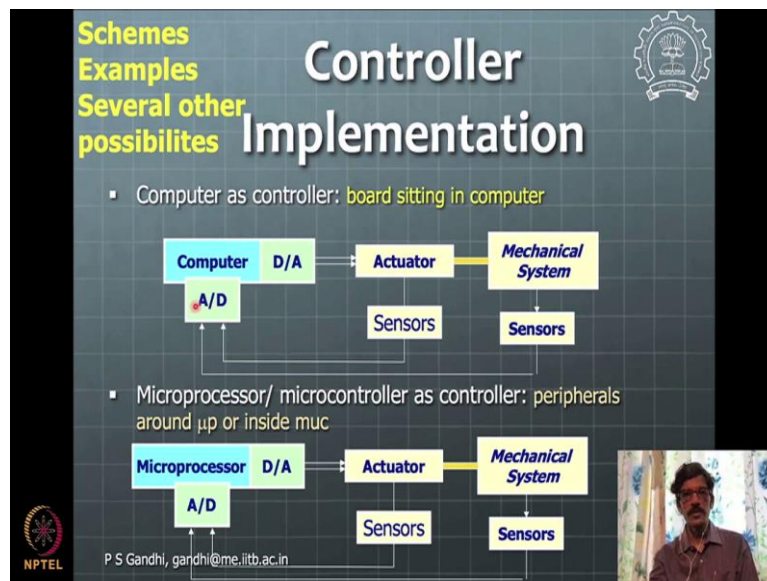 Schemes
Examples
Several other
possibilites
Controller
Implementation
▪ Computer as controller: board sitting in computer
Computer
D/A
Actuator
Mechanical
System
A/D
Sensors
Sensors
▪ Microprocessor/ microcontroller as controller: peripherals
around μp or inside muc
Microprocessor
D/A
Actuator
Mechanical
System
A/D
Sensors
Sensors
NPTEL
P S Gandhi, gandhi@me.iitb.ac.in